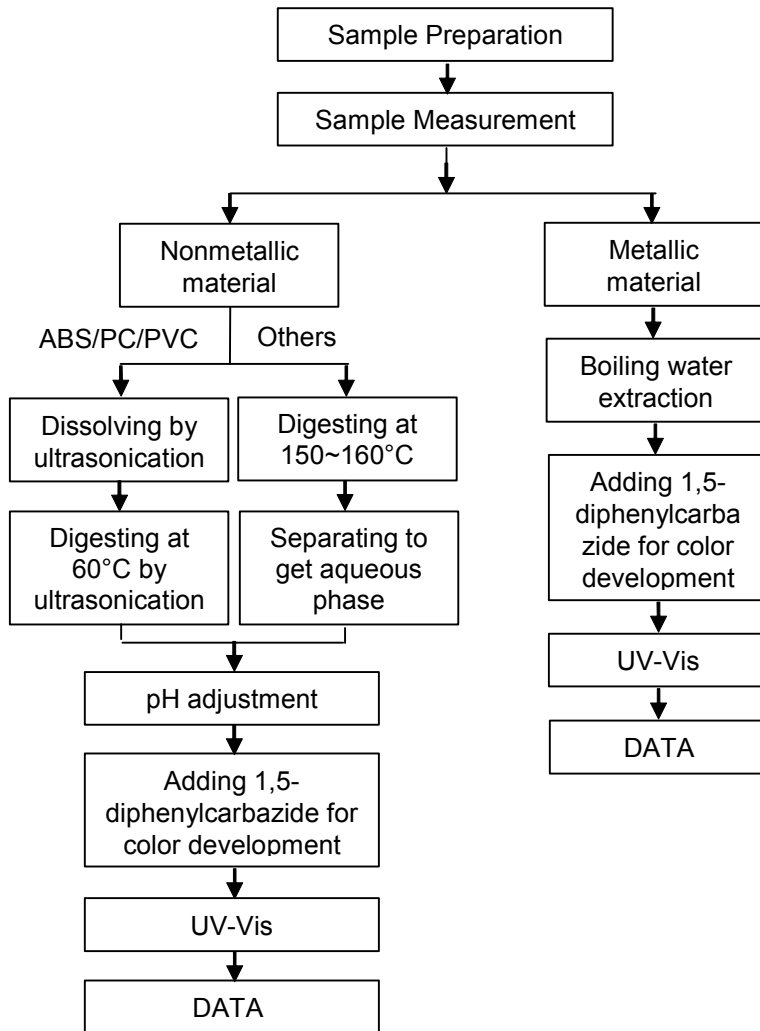 Sample Preparation
Sample Measurement
Nonmetallic
material
Metallic
material
ABS/PC/PVC
Others
Boiling water
extraction
Dissolving by
ultrasonication
Digesting at
150~160°C
Adding 1,5-
diphenylcarba
zide for color
development
Digesting at
60°C by
ultrasonication
Separating to
get aqueous
phase
UV-Vis
pH adjustment
DATA
Adding 1,5-
diphenylcarbazide for
color development
UV-Vis
DATA